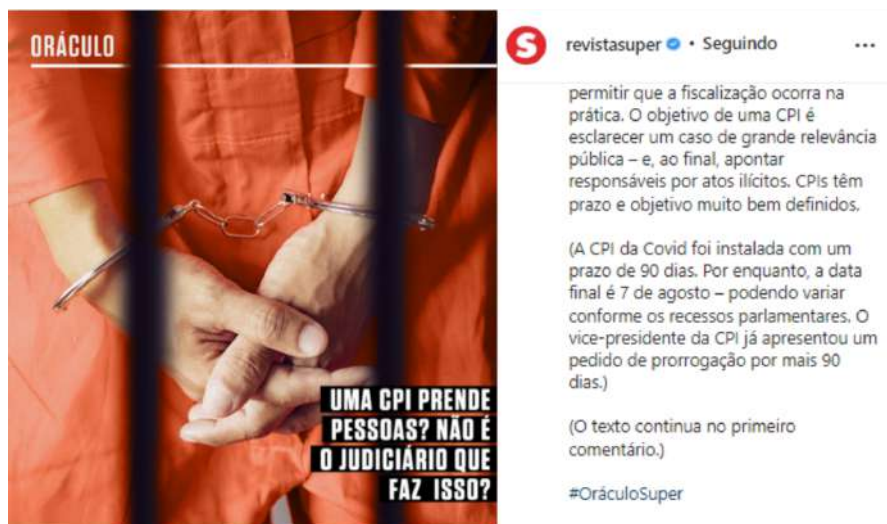 ORÁCULO
UMA CPI PRENDE
PESSOAS? NÃO É
O JUDICIÁRIO QUE
FAZ ISSO?
S
revistasuper • Seguindo
permitir que a fiscalização ocorra na
prática. O objetivo de uma CPI é
esclarecer um caso de grande relevância
pública – e, ao final, apontar
responsáveis por atos ilícitos. CPIs têm
prazo e objetivo muito bem definidos.
(A CPI da Covid foi instalada com um
prazo de 90 dias. Por enquanto, a data
final é 7 de agosto – podendo variar
conforme os recessos parlamentares. O
vice-presidente da CPI já apresentou um
pedido de prorrogação por mais 90
dias.)
(O texto continua no primeiro
comentário.)
#OráculoSuper